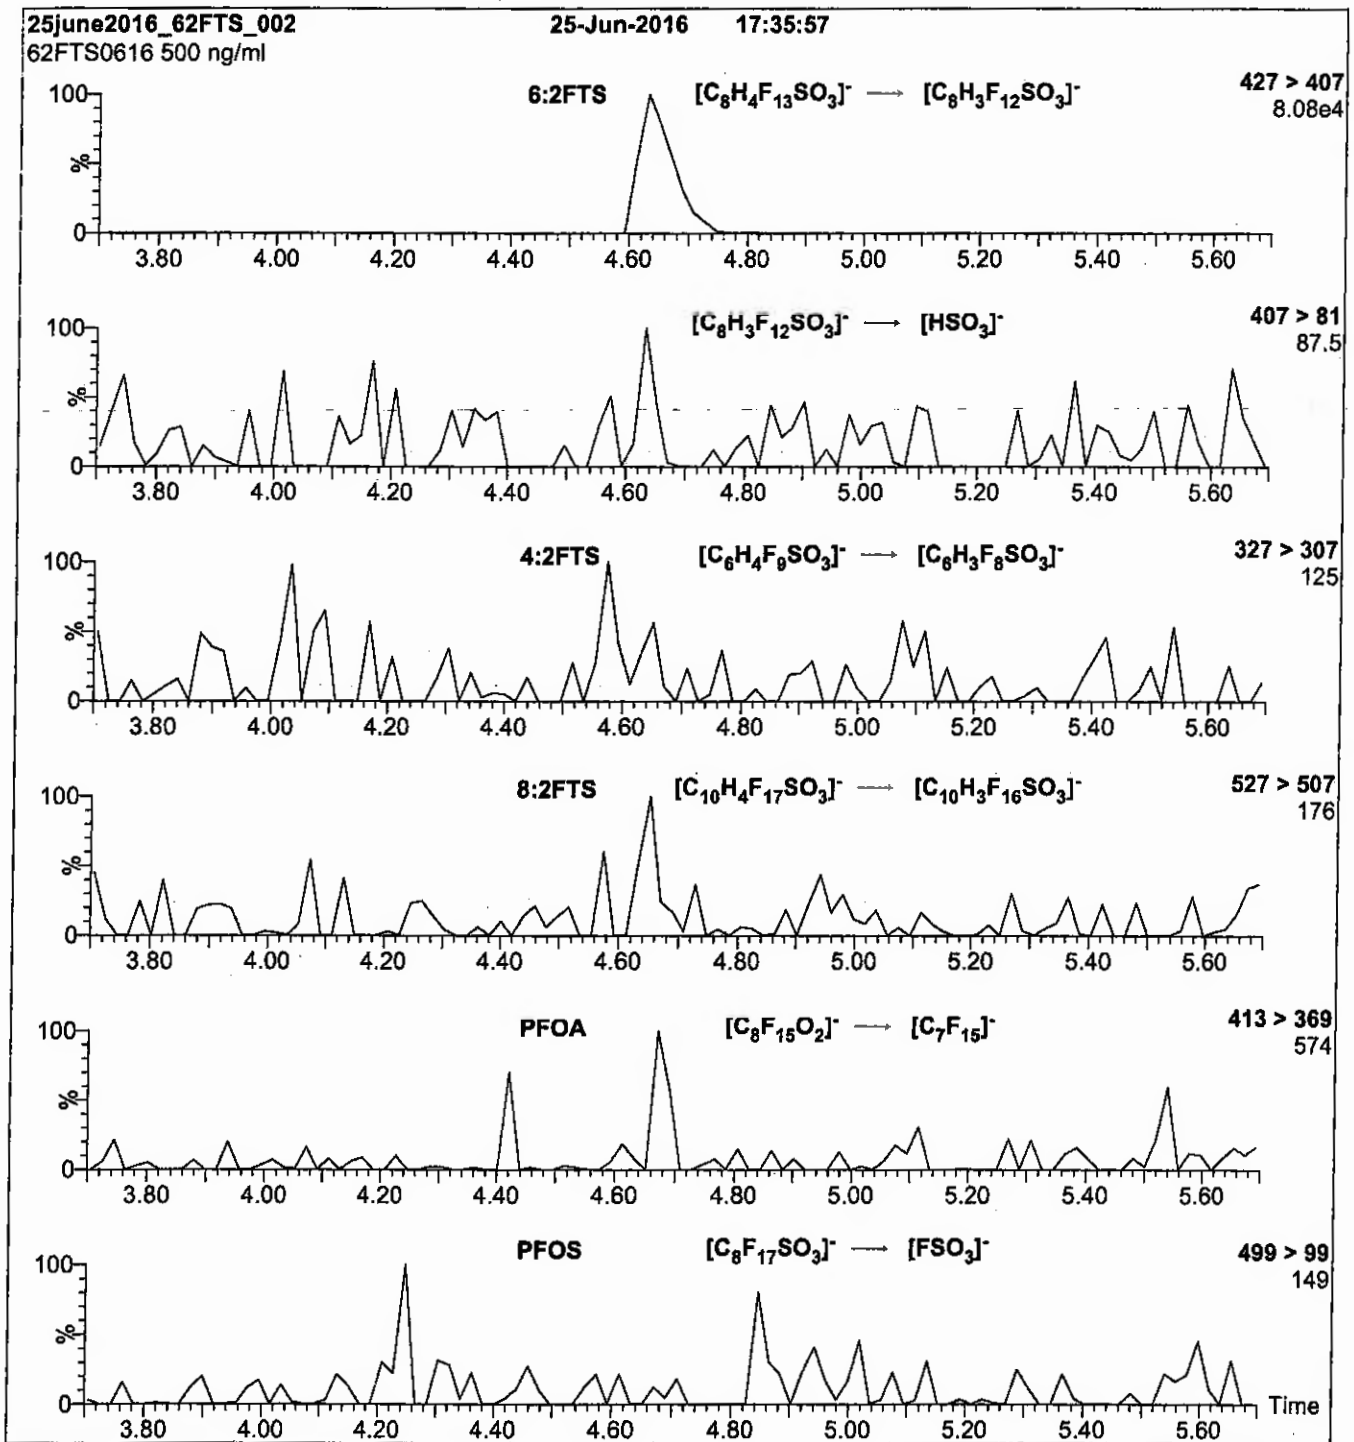 25june2016_62FTS_002 25-Jun-2016 17:35:57
62FTS0616 500 ng/ml
6:2FTS [C₈H₄F₁₃SO₃]⁻ → [C₈H₃F₁₂SO₃]⁻ 427 > 407
8.08e4
100
%
0
3.80 4.00 4.20 4.40 4.60 4.80 5.00 5.20 5.40 5.60
[C₈H₃F₁₂SO₃]⁻ → [HSO₃]⁻ 407 > 81
87.5
100
%
0
3.80 4.00 4.20 4.40 4.60 4.80 5.00 5.20 5.40 5.60
4:2FTS [C₆H₄F₉SO₃]⁻ → [C₆H₃F₈SO₃]⁻ 327 > 307
125
100
%
0
3.80 4.00 4.20 4.40 4.60 4.80 5.00 5.20 5.40 5.60
8:2FTS [C₁₀H₄F₁₇SO₃]⁻ → [C₁₀H₃F₁₆SO₃]⁻ 527 > 507
176
100
%
0
3.80 4.00 4.20 4.40 4.60 4.80 5.00 5.20 5.40 5.60
PFOA [C₈F₁₅O₂]⁻ → [C₇F₁₅]⁻ 413 > 369
574
100
%
0
3.80 4.00 4.20 4.40 4.60 4.80 5.00 5.20 5.40 5.60
PFOS [C₈F₁₇SO₃]⁻ → [FSO₃]⁻ 499 > 99
149
100
%
0
Time
3.80 4.00 4.20 4.40 4.60 4.80 5.00 5.20 5.40 5.60